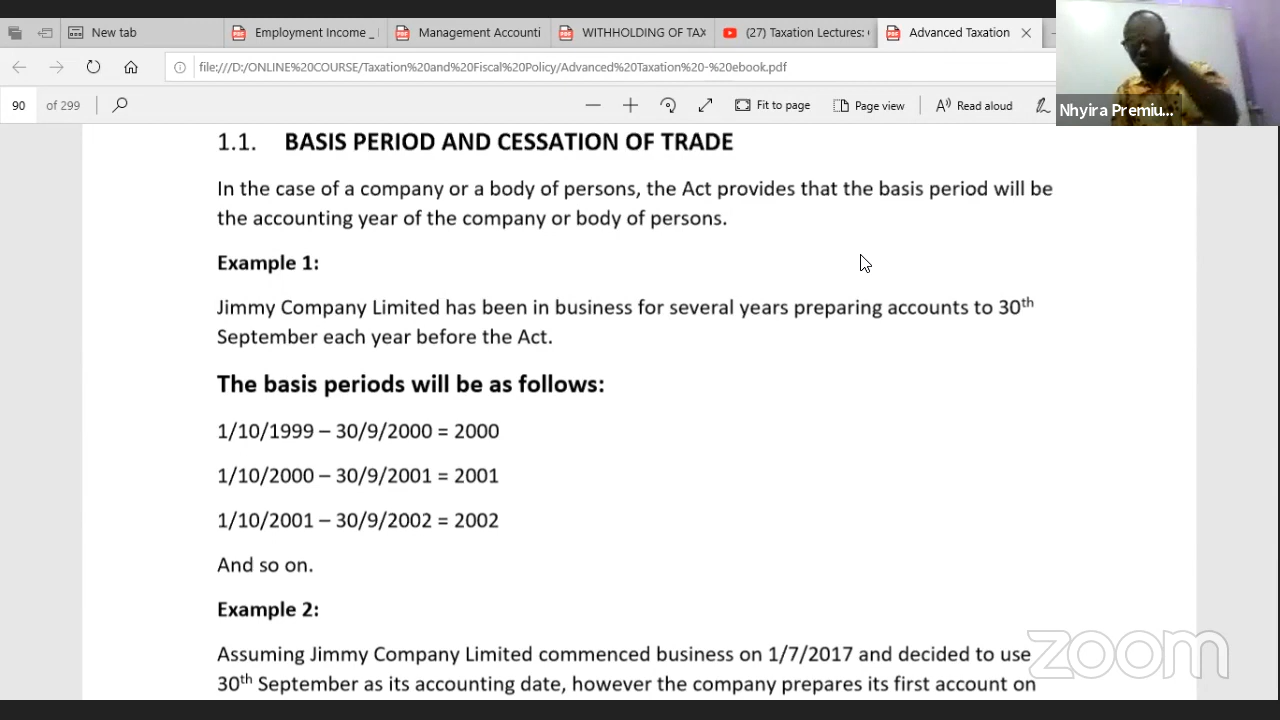 New tab
Employment Income _
Management Accounti
WITHHOLDING OF TAX
(27) Taxation Lectures:
Advanced Taxation
file:///D:/ONLINE%20COURSE/Taxation%20and%20Fiscal%20Policy/Advanced%20Taxation%20-%20ebook.pdf
90 of 299
Fit to page
Page view
Read aloud
Nhyira Premiu...
1.1. BASIS PERIOD AND CESSATION OF TRADE
In the case of a company or a body of persons, the Act provides that the basis period will be
the accounting year of the company or body of persons.
Example 1:
Jimmy Company Limited has been in business for several years preparing accounts to 30th
September each year before the Act.
The basis periods will be as follows:
1/10/1999 – 30/9/2000 = 2000
1/10/2000 – 30/9/2001 = 2001
1/10/2001 – 30/9/2002 = 2002
And so on.
Example 2:
Assuming Jimmy Company Limited commenced business on 1/7/2017 and decided to use
30th September as its accounting date, however the company prepares its first account on
zoom